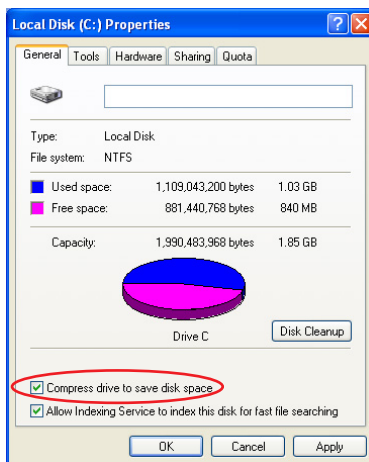 Local Disk (C:) Properties
General Tools Hardware Sharing Quota
Type: Local Disk
File system: NTFS
Used space: 1,109,043,200 bytes 1.03 GB
Free space: 881,440,768 bytes 840 MB
Capacity: 1,990,483,968 bytes 1.85 GB
Drive C
Disk Cleanup
Compress drive to save disk space
Allow Indexing Service to index this disk for fast file searching
OK Cancel Apply